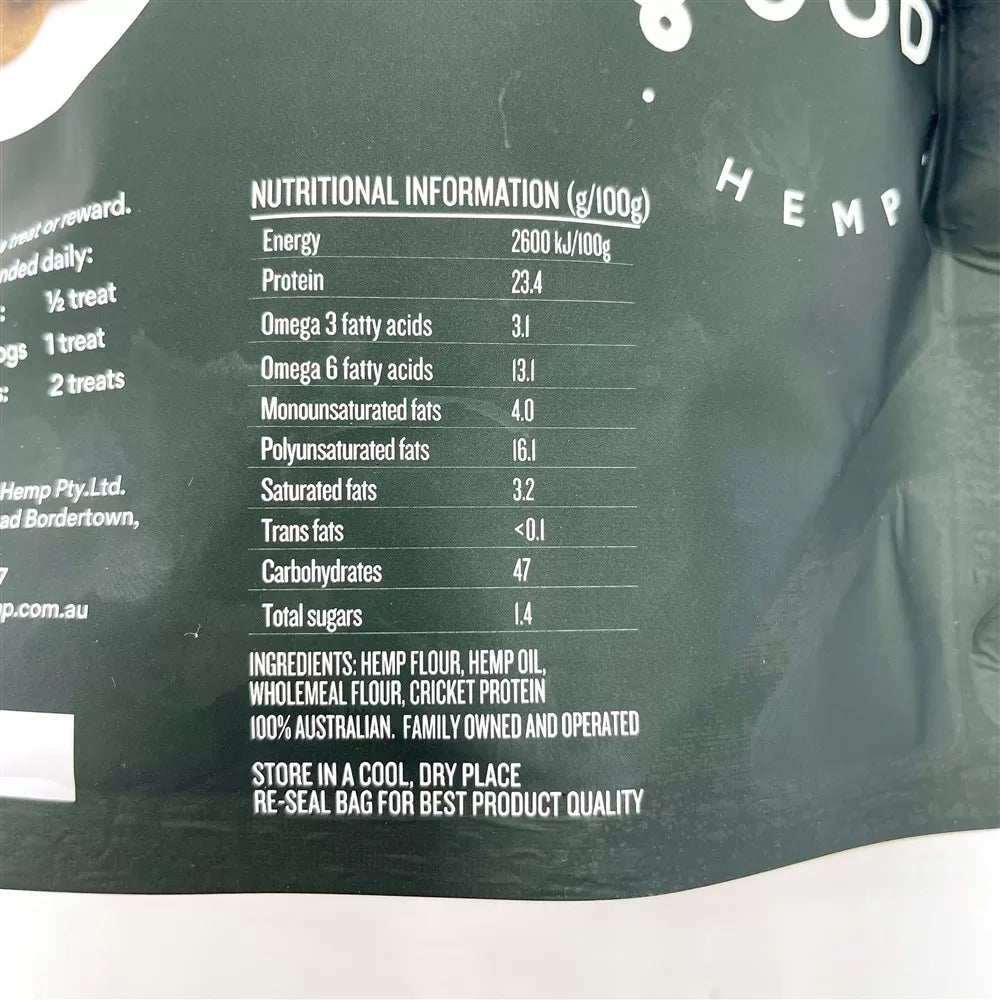 GOOD
HEMP
treat or reward.
nded daily:
: ½ treat
ogs 1 treat
s: 2 treats
Hemp Pty.Ltd.
ad Bordertown,
7
p.com.au
NUTRITIONAL INFORMATION (g/100g)
Energy 2600 kJ/100g
Protein 23.4
Omega 3 fatty acids 3.1
Omega 6 fatty acids 13.1
Monounsaturated fats 4.0
Polyunsaturated fats 16.1
Saturated fats 3.2
Trans fats <0.1
Carbohydrates 47
Total sugars 1.4
INGREDIENTS: HEMP FLOUR, HEMP OIL,
WHOLEMEAL FLOUR, CRICKET PROTEIN
100% AUSTRALIAN. FAMILY OWNED AND OPERATED
STORE IN A COOL, DRY PLACE
RE-SEAL BAG FOR BEST PRODUCT QUALITY